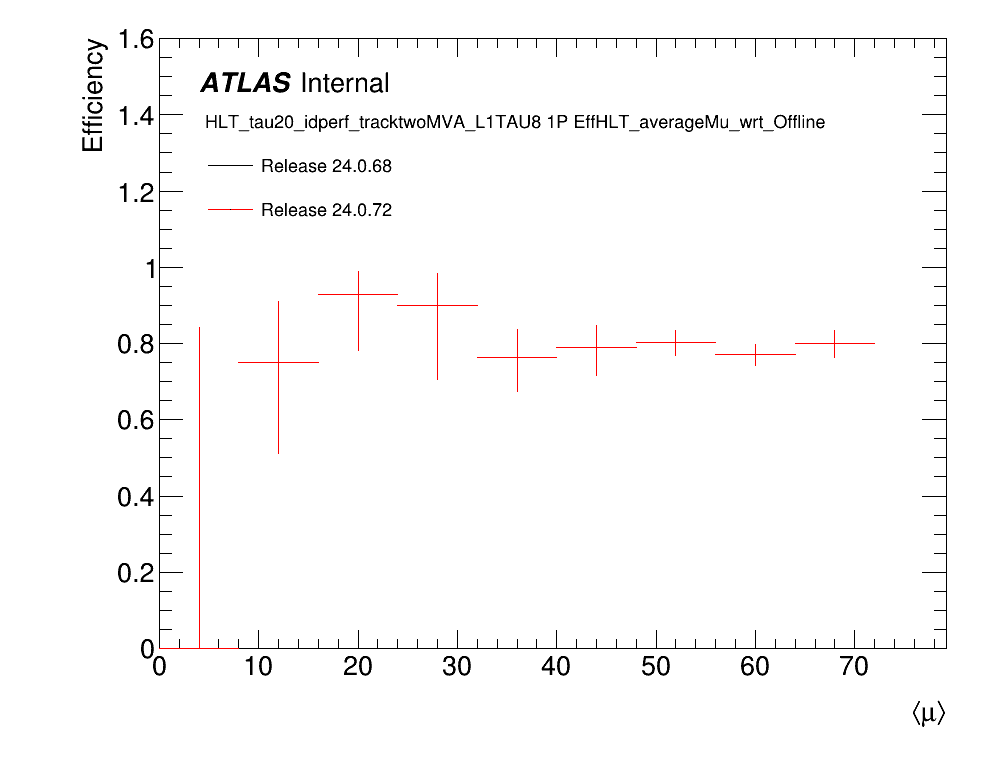 Efficiency
1.6
1.4
1.2
1
0.8
0.6
0.4
0.2
0
ATLAS Internal
HLT_tau20_idperf_tracktwoMVA_L1TAU8 1P EffHLT_averageMu_wrt_Offline
Release 24.0.68
Release 24.0.72
0 10 20 30 40 50 60 70
⟨μ⟩